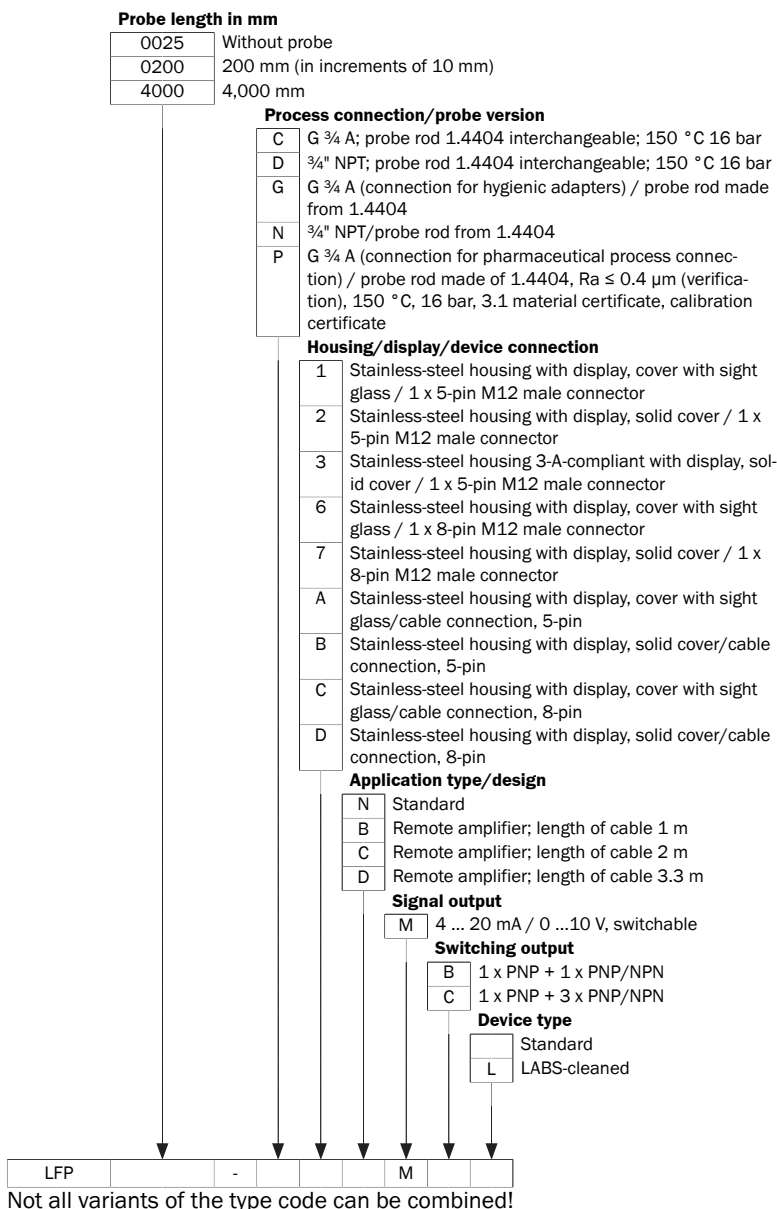 Probe length in mm
0025 Without probe
0200 200 mm (in increments of 10 mm)
4000 4,000 mm
Process connection/probe version
C G ¾ A; probe rod 1.4404 interchangeable; 150 °C 16 bar
D ¾" NPT; probe rod 1.4404 interchangeable; 150 °C 16 bar
G G ¾ A (connection for hygienic adapters) / probe rod made
from 1.4404
N ¾" NPT/probe rod from 1.4404
P G ¾ A (connection for pharmaceutical process connec-
tion) / probe rod made of 1.4404, Ra ≤ 0.4 µm (verifica-
tion), 150 °C, 16 bar, 3.1 material certificate, calibration
certificate
Housing/display/device connection
1 Stainless-steel housing with display, cover with sight
glass / 1 x 5-pin M12 male connector
2 Stainless-steel housing with display, solid cover / 1 x
5-pin M12 male connector
3 Stainless-steel housing 3-A-compliant with display, sol-
id cover / 1 x 5-pin M12 male connector
6 Stainless-steel housing with display, cover with sight
glass / 1 x 8-pin M12 male connector
7 Stainless-steel housing with display, solid cover / 1 x
8-pin M12 male connector
A Stainless-steel housing with display, cover with sight
glass/cable connection, 5-pin
B Stainless-steel housing with display, solid cover/cable
connection, 5-pin
C Stainless-steel housing with display, cover with sight
glass/cable connection, 8-pin
D Stainless-steel housing with display, solid cover/cable
connection, 8-pin
Application type/design
N Standard
B Remote amplifier; length of cable 1 m
C Remote amplifier; length of cable 2 m
D Remote amplifier; length of cable 3.3 m
Signal output
M 4 ... 20 mA / 0 ...10 V, switchable
Switching output
B 1 x PNP + 1 x PNP/NPN
C 1 x PNP + 3 x PNP/NPN
Device type
Standard
L LABS-cleaned
LFP - M
Not all variants of the type code can be combined!